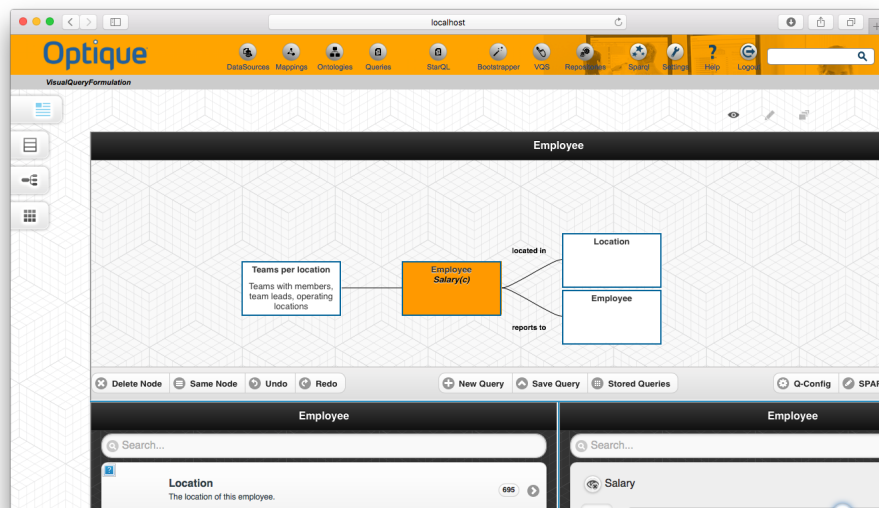 localhost
Optique
DataSources Mappings Ontologies Queries StarQL Bootstrapper VQS Repositories Sparql Settings Help Logout
VisualQueryFormulation
Employee
located in
Location
Teams per location
Teams with members,
team leads, operating
locations
Employee
Salary(c)
Employee
reports to
Delete Node Same Node Undo Redo New Query Save Query Stored Queries Q-Config SPAR
Employee Employee
Search... Search...
Location
The location of this employee.
695
Salary